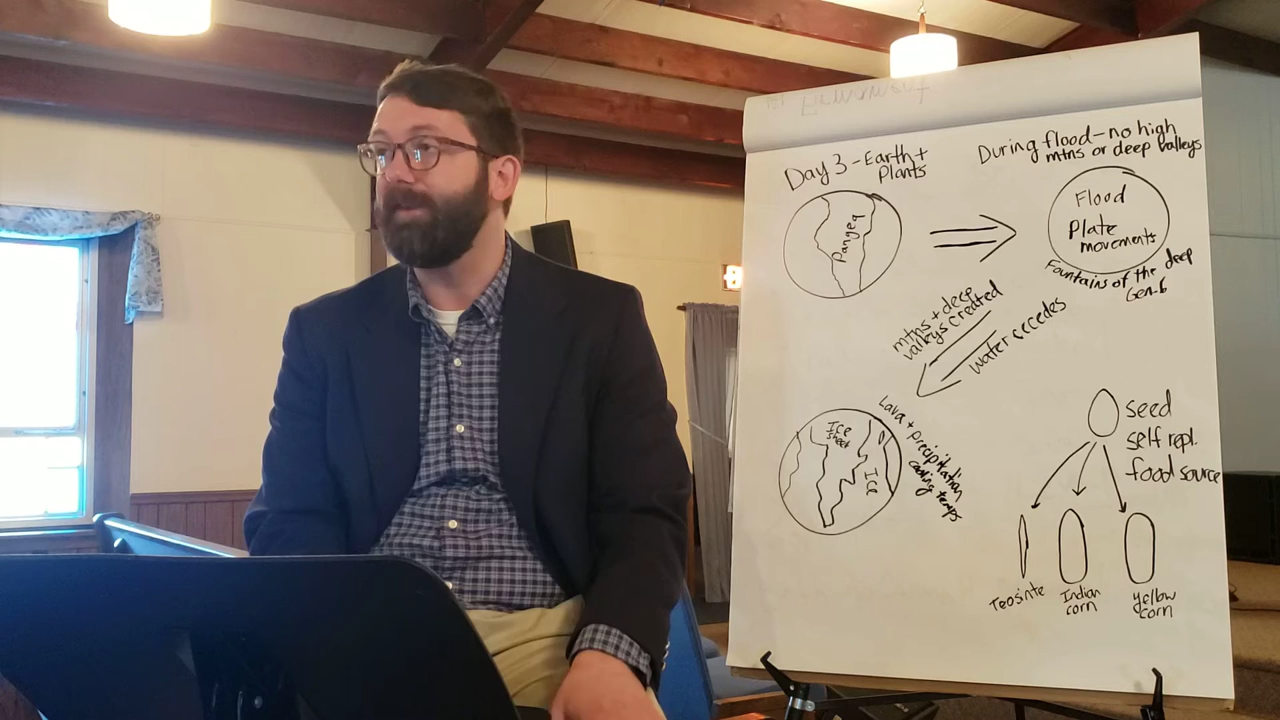 Day 3 - Earth +
Plants
During flood - no high
mtns or deep valleys
Pangea
Flood
Plate
movements
Fountains of the deep
Gen-6
mtns + deep
valleys created
water recedes
Ice
sheet
Ice
Lava + precipitation
cooling temps
seed
self repl.
food source
Teosinte
Indian
corn
Yellow
corn